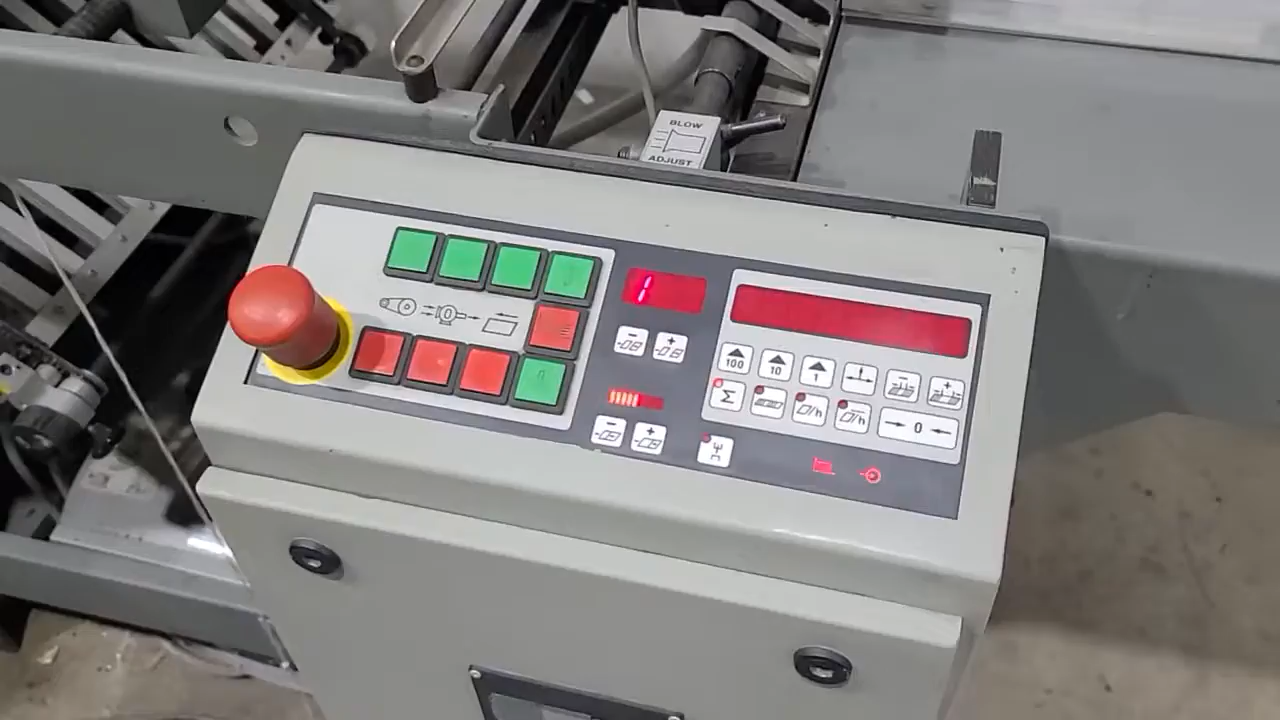 BLOW
ADJUST
1
- +
100
10
1
Σ
/h
/h
→ 0 ←
- +